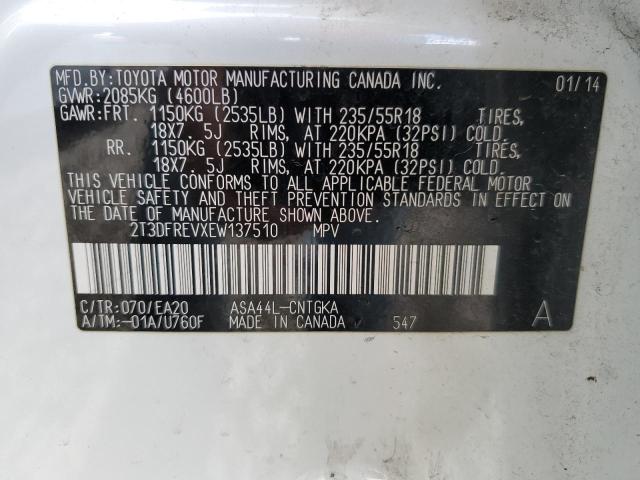 MFD.BY:TOYOTA MOTOR MANUFACTURING CANADA INC. 01/14
GVWR:2085KG (4600LB)
GAWR:FRT. 1150KG (2535LB) WITH 235/55R18 TIRES,
18X7. 5J RIMS, AT 220KPA (32PSI) COLD.
RR. 1150KG (2535LB) WITH 235/55R18 TIRES,
18X7. 5J RIMS, AT 220KPA (32PSI) COLD.
THIS VEHICLE CONFORMS TO ALL APPLICABLE FEDERAL MOTOR
VEHICLE SAFETY AND THEFT PREVENTION STANDARDS IN EFFECT ON
THE DATE OF MANUFACTURE SHOWN ABOVE.
2T3DFREVXEW137510 MPV
C/TR:070/EA20 ASA44L-CNTGKA
A/TM:-01A/U760F MADE IN CANADA 547 A